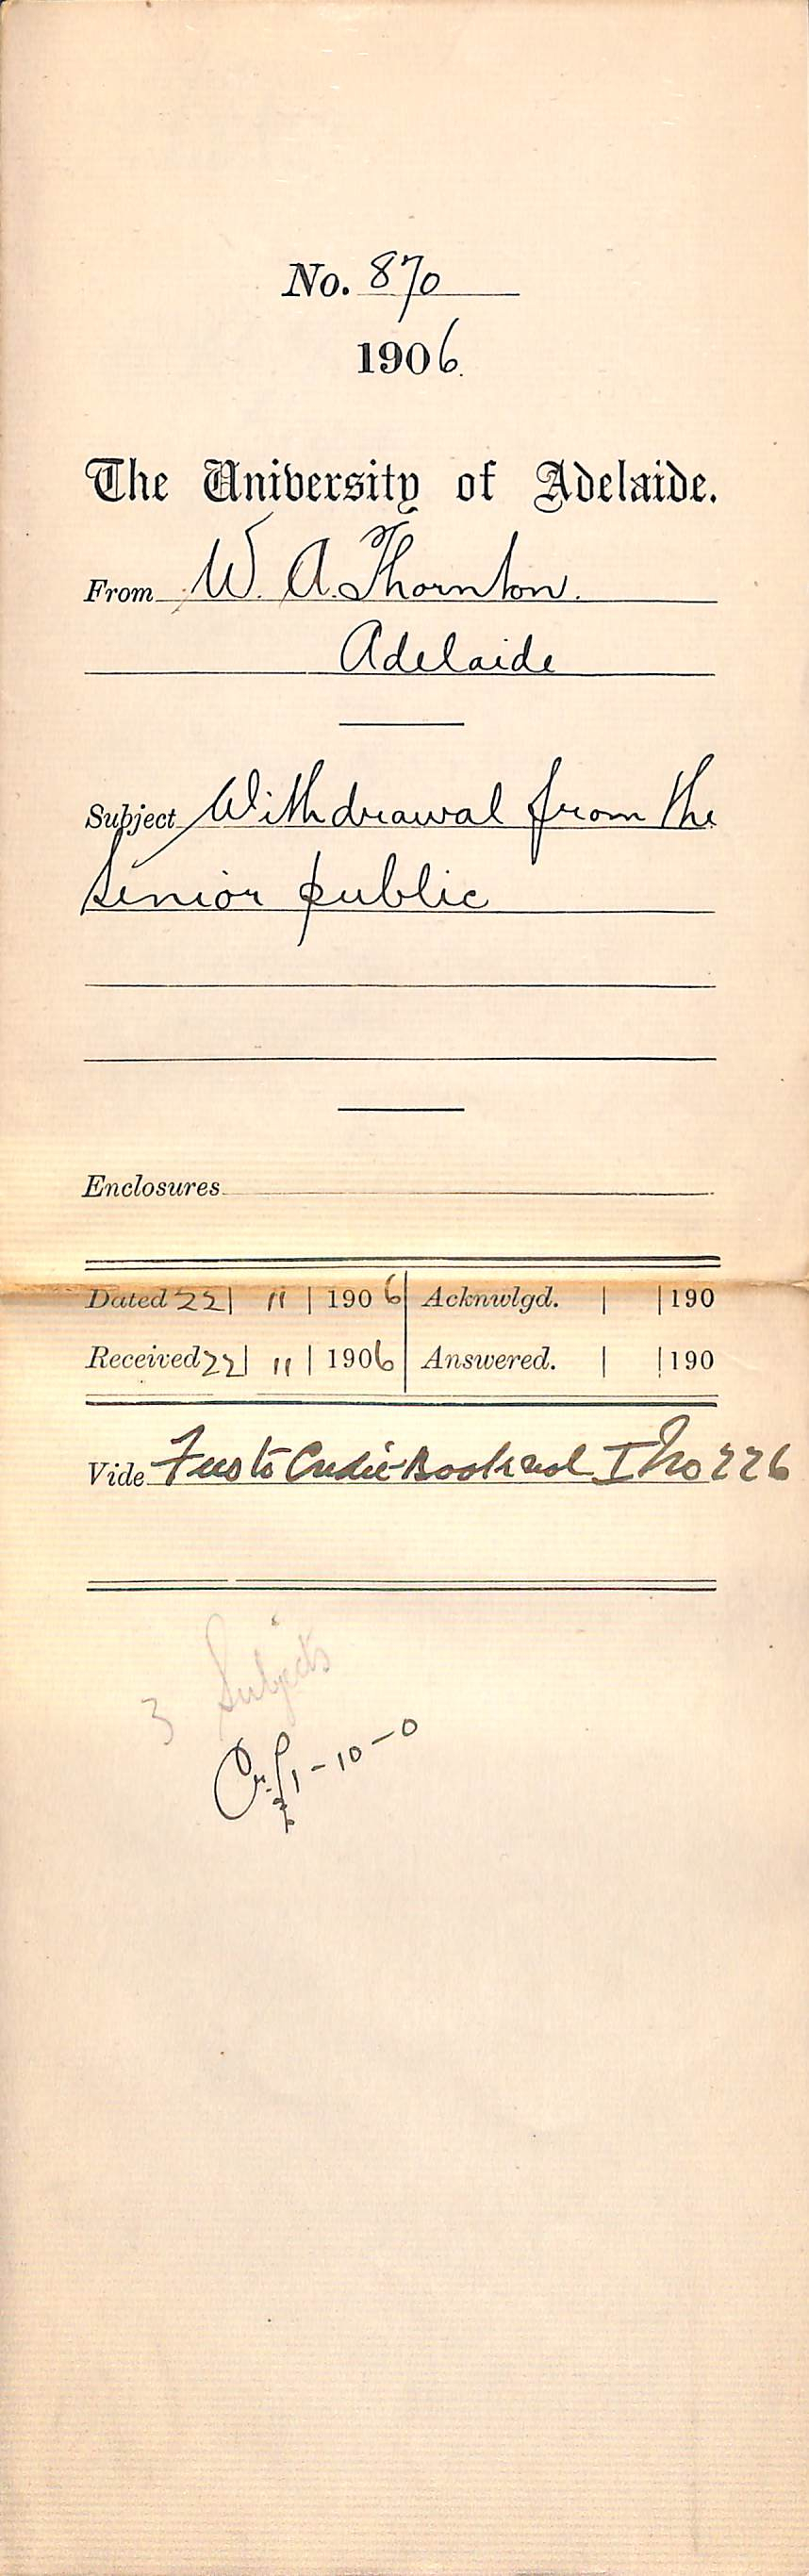 No. 870
1906.
The University of Adelaide.
From W. A. Thornton.
Adelaide
Subject Withdrawal from the
Senior public
Enclosures
Dated 22 | 11 | 1906 Acknwlgd. | | 190
Received 22 | 11 | 1906 Answered. | | 190
Vide Fees to Credit Book vol I No 226
3 Subjects
Cr. £1-10-0